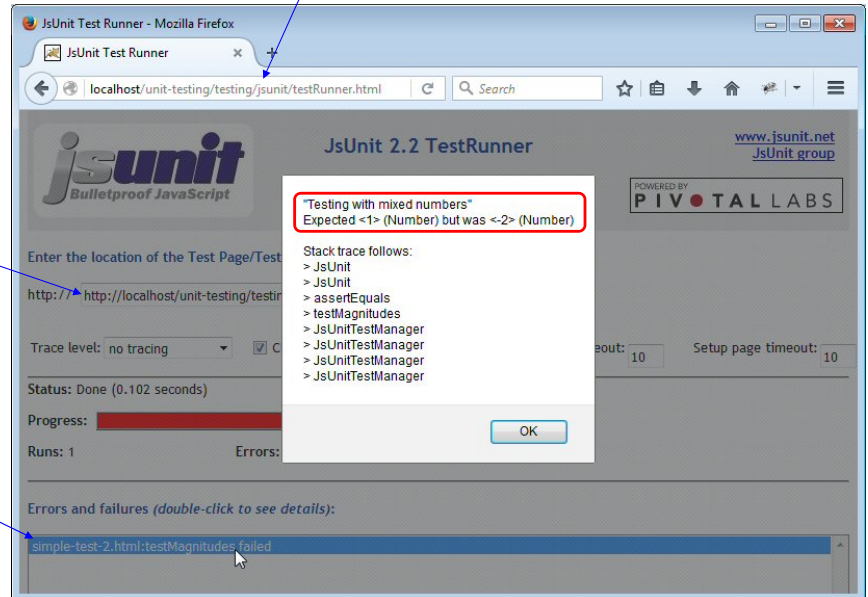 JsUnit Test Runner - Mozilla Firefox
JsUnit Test Runner
localhost/unit-testing/testing/jsunit/testRunner.html
Search
jsunit
Bulletproof JavaScript
JsUnit 2.2 TestRunner
www.jsunit.net
JsUnit group
POWERED BY
PIVOTAL LABS
"Testing with mixed numbers"
Expected <1> (Number) but was <-2> (Number)
Stack trace follows:
> JsUnit
> JsUnit
> assertEquals
> testMagnitudes
> JsUnitTestManager
> JsUnitTestManager
> JsUnitTestManager
> JsUnitTestManager
OK
Enter the location of the Test Page/Test
http:// http://localhost/unit-testing/testin
Trace level: no tracing C eout: 10 Setup page timeout: 10
Status: Done (0.102 seconds)
Progress:
Runs: 1 Errors:
Errors and failures (double-click to see details):
simple-test-2.html:testMagnitudes failed